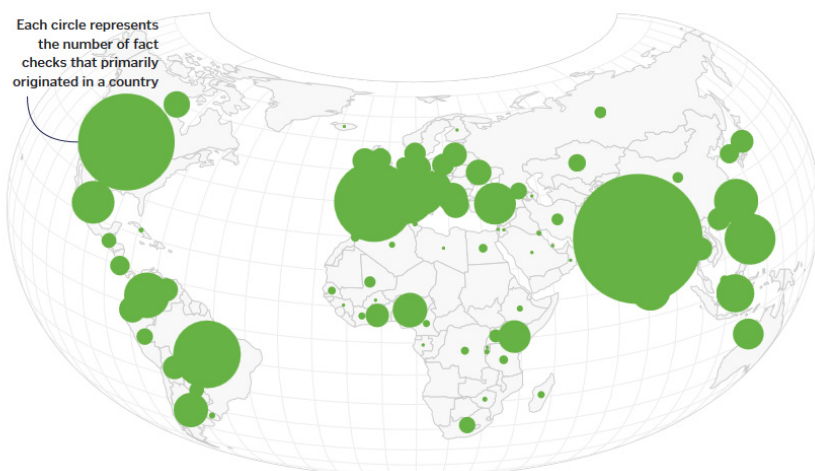 Each circle represents
the number of fact
checks that primarily
originated in a country